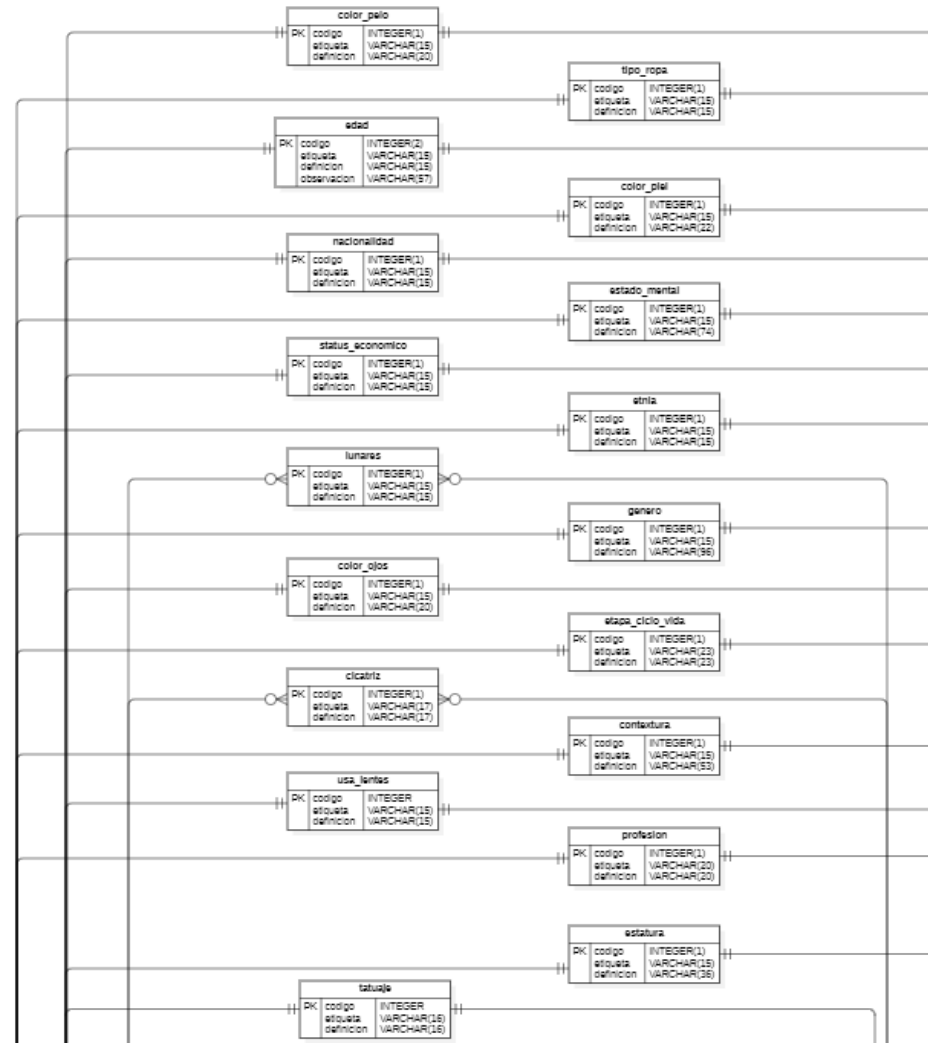 color_pelo
PK codigo INTEGER(1)
etiqueta VARCHAR(15)
definicion VARCHAR(20)
tipo_ropa
PK codigo INTEGER(1)
etiqueta VARCHAR(15)
definicion VARCHAR(15)
edad
PK codigo INTEGER(2)
etiqueta VARCHAR(15)
definicion VARCHAR(15)
observacion VARCHAR(57)
color_piel
PK codigo INTEGER(1)
etiqueta VARCHAR(15)
definicion VARCHAR(22)
nacionalidad
PK codigo INTEGER(1)
etiqueta VARCHAR(15)
definicion VARCHAR(15)
estado_mental
PK codigo INTEGER(1)
etiqueta VARCHAR(15)
definicion VARCHAR(74)
status_economico
PK codigo INTEGER(1)
etiqueta VARCHAR(15)
definicion VARCHAR(15)
etnia
PK codigo INTEGER(1)
etiqueta VARCHAR(15)
definicion VARCHAR(15)
lunares
PK codigo INTEGER(1)
etiqueta VARCHAR(15)
definicion VARCHAR(15)
genero
PK codigo INTEGER(1)
etiqueta VARCHAR(15)
definicion VARCHAR(96)
color_ojos
PK codigo INTEGER(1)
etiqueta VARCHAR(15)
definicion VARCHAR(20)
etapa_ciclo_vida
PK codigo INTEGER(1)
etiqueta VARCHAR(23)
definicion VARCHAR(23)
cicatriz
PK codigo INTEGER(1)
etiqueta VARCHAR(17)
definicion VARCHAR(17)
contextura
PK codigo INTEGER(1)
etiqueta VARCHAR(15)
definicion VARCHAR(53)
usa_lentes
PK codigo INTEGER
etiqueta VARCHAR(15)
definicion VARCHAR(15)
profesion
PK codigo INTEGER(1)
etiqueta VARCHAR(20)
definicion VARCHAR(20)
estatura
PK codigo INTEGER(1)
etiqueta VARCHAR(15)
definicion VARCHAR(36)
tatuaje
PK codigo INTEGER
etiqueta VARCHAR(16)
definicion VARCHAR(16)